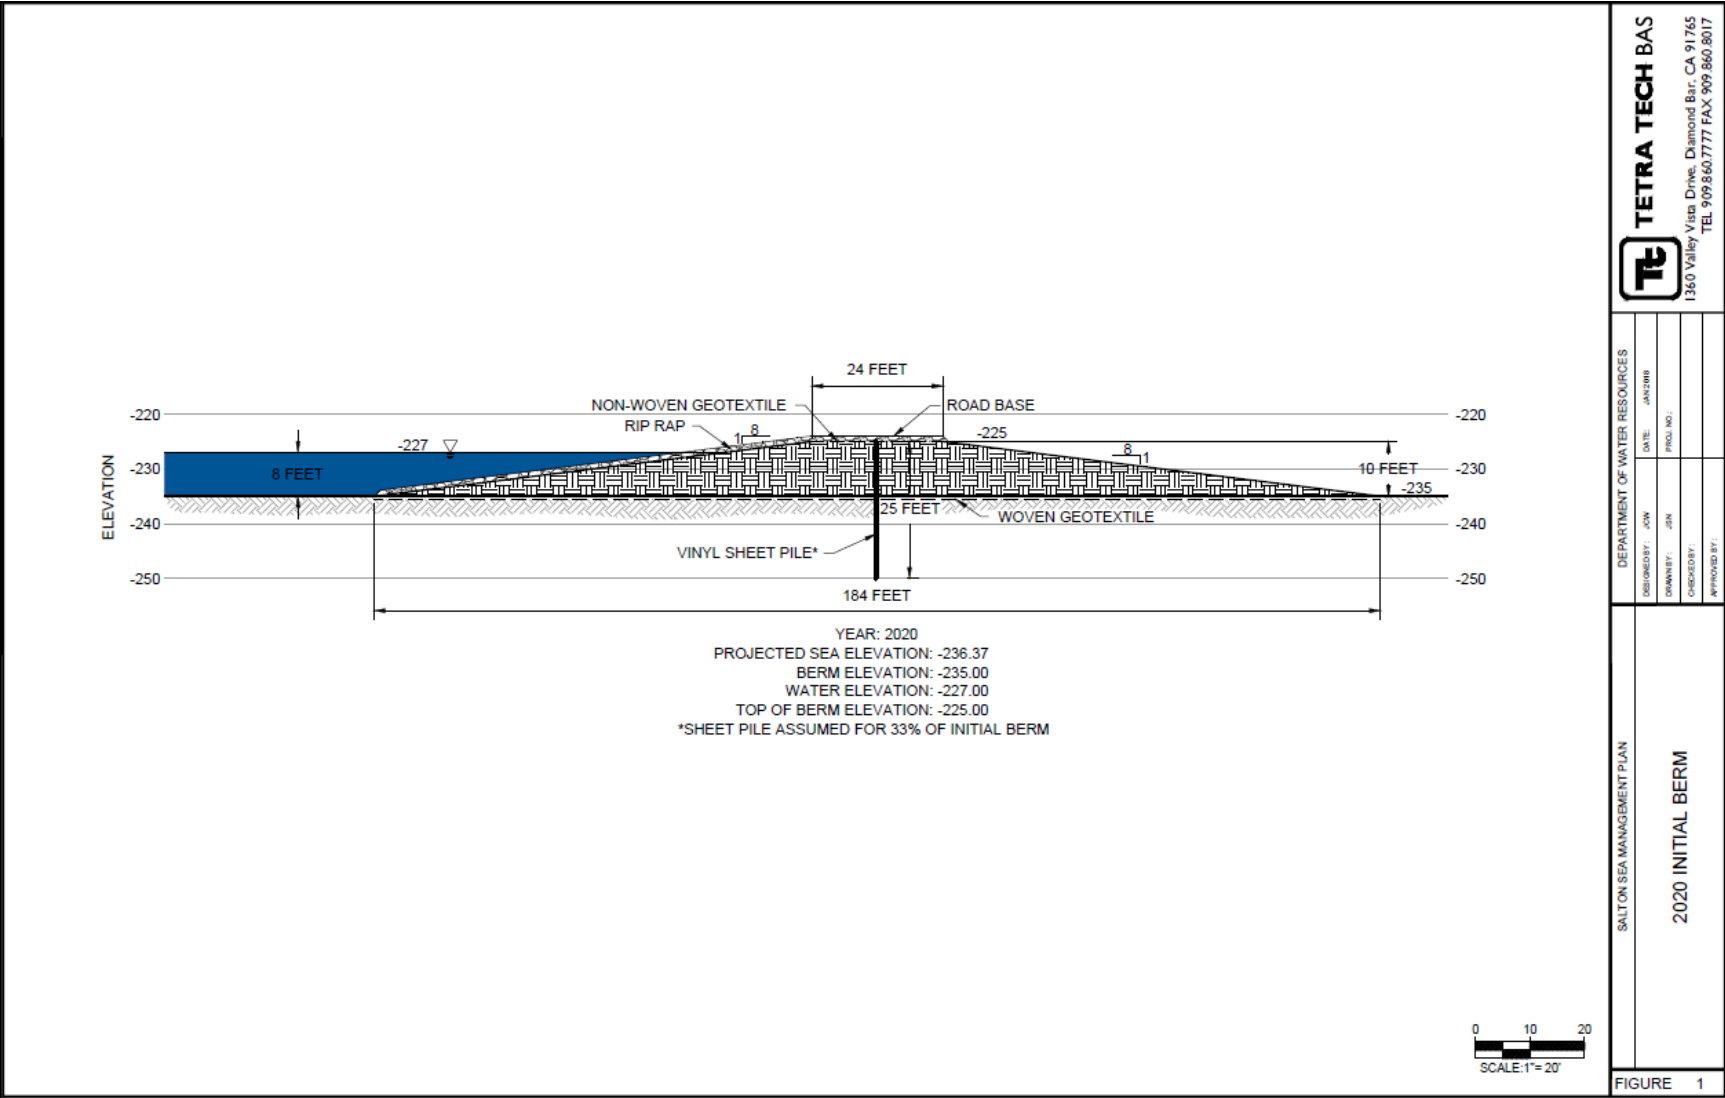 24 FEET
NON-WOVEN GEOTEXTILE
ROAD BASE
RIP RAP
-220
-220
-227
1
8
-225
8
1
-230
8 FEET
10 FEET
-230
-235
ELEVATION
25 FEET
WOVEN GEOTEXTILE
-240
-240
VINYL SHEET PILE*
-250
-250
184 FEET
YEAR: 2020
PROJECTED SEA ELEVATION: -236.37
BERM ELEVATION: -235.00
WATER ELEVATION: -227.00
TOP OF BERM ELEVATION: -225.00
*SHEET PILE ASSUMED FOR 33% OF INITIAL BERM
0 10 20
SCALE:1"= 20'
Tt TETRA TECH BAS
1360 Valley Vista Drive, Diamond Bar, CA 91765
TEL 909.860.7777 FAX 909.860.8017
DEPARTMENT OF WATER RESOURCES
DESIGNED BY: JCW DATE: JAN 2018
DRAWN BY: JSN PROJ. NO.:
CHECKED BY:
APPROVED BY:
SALTON SEA MANAGEMENT PLAN
2020 INITIAL BERM
FIGURE 1